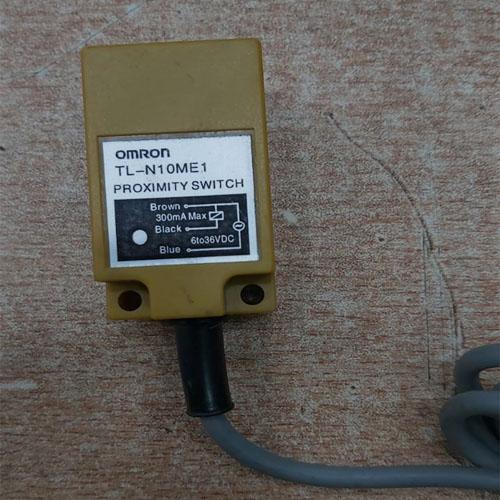 OMRON
TL-N10ME1
PROXIMITY SWITCH
Brown
300mA Max
Black
6to36VDC
Blue